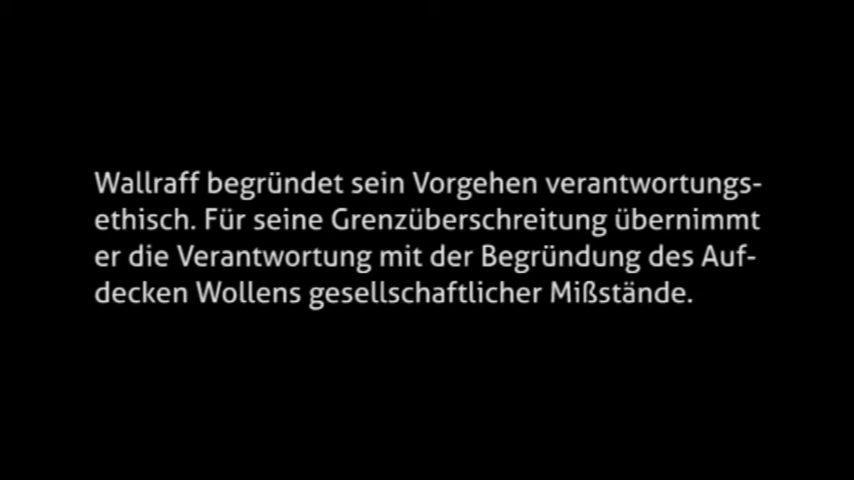 Wallraff begründet sein Vorgehen verantwortungs-
ethisch. Für seine Grenzüberschreitung übernimmt
er die Verantwortung mit der Begründung des Auf-
decken Wollens gesellschaftlicher Mißstände.